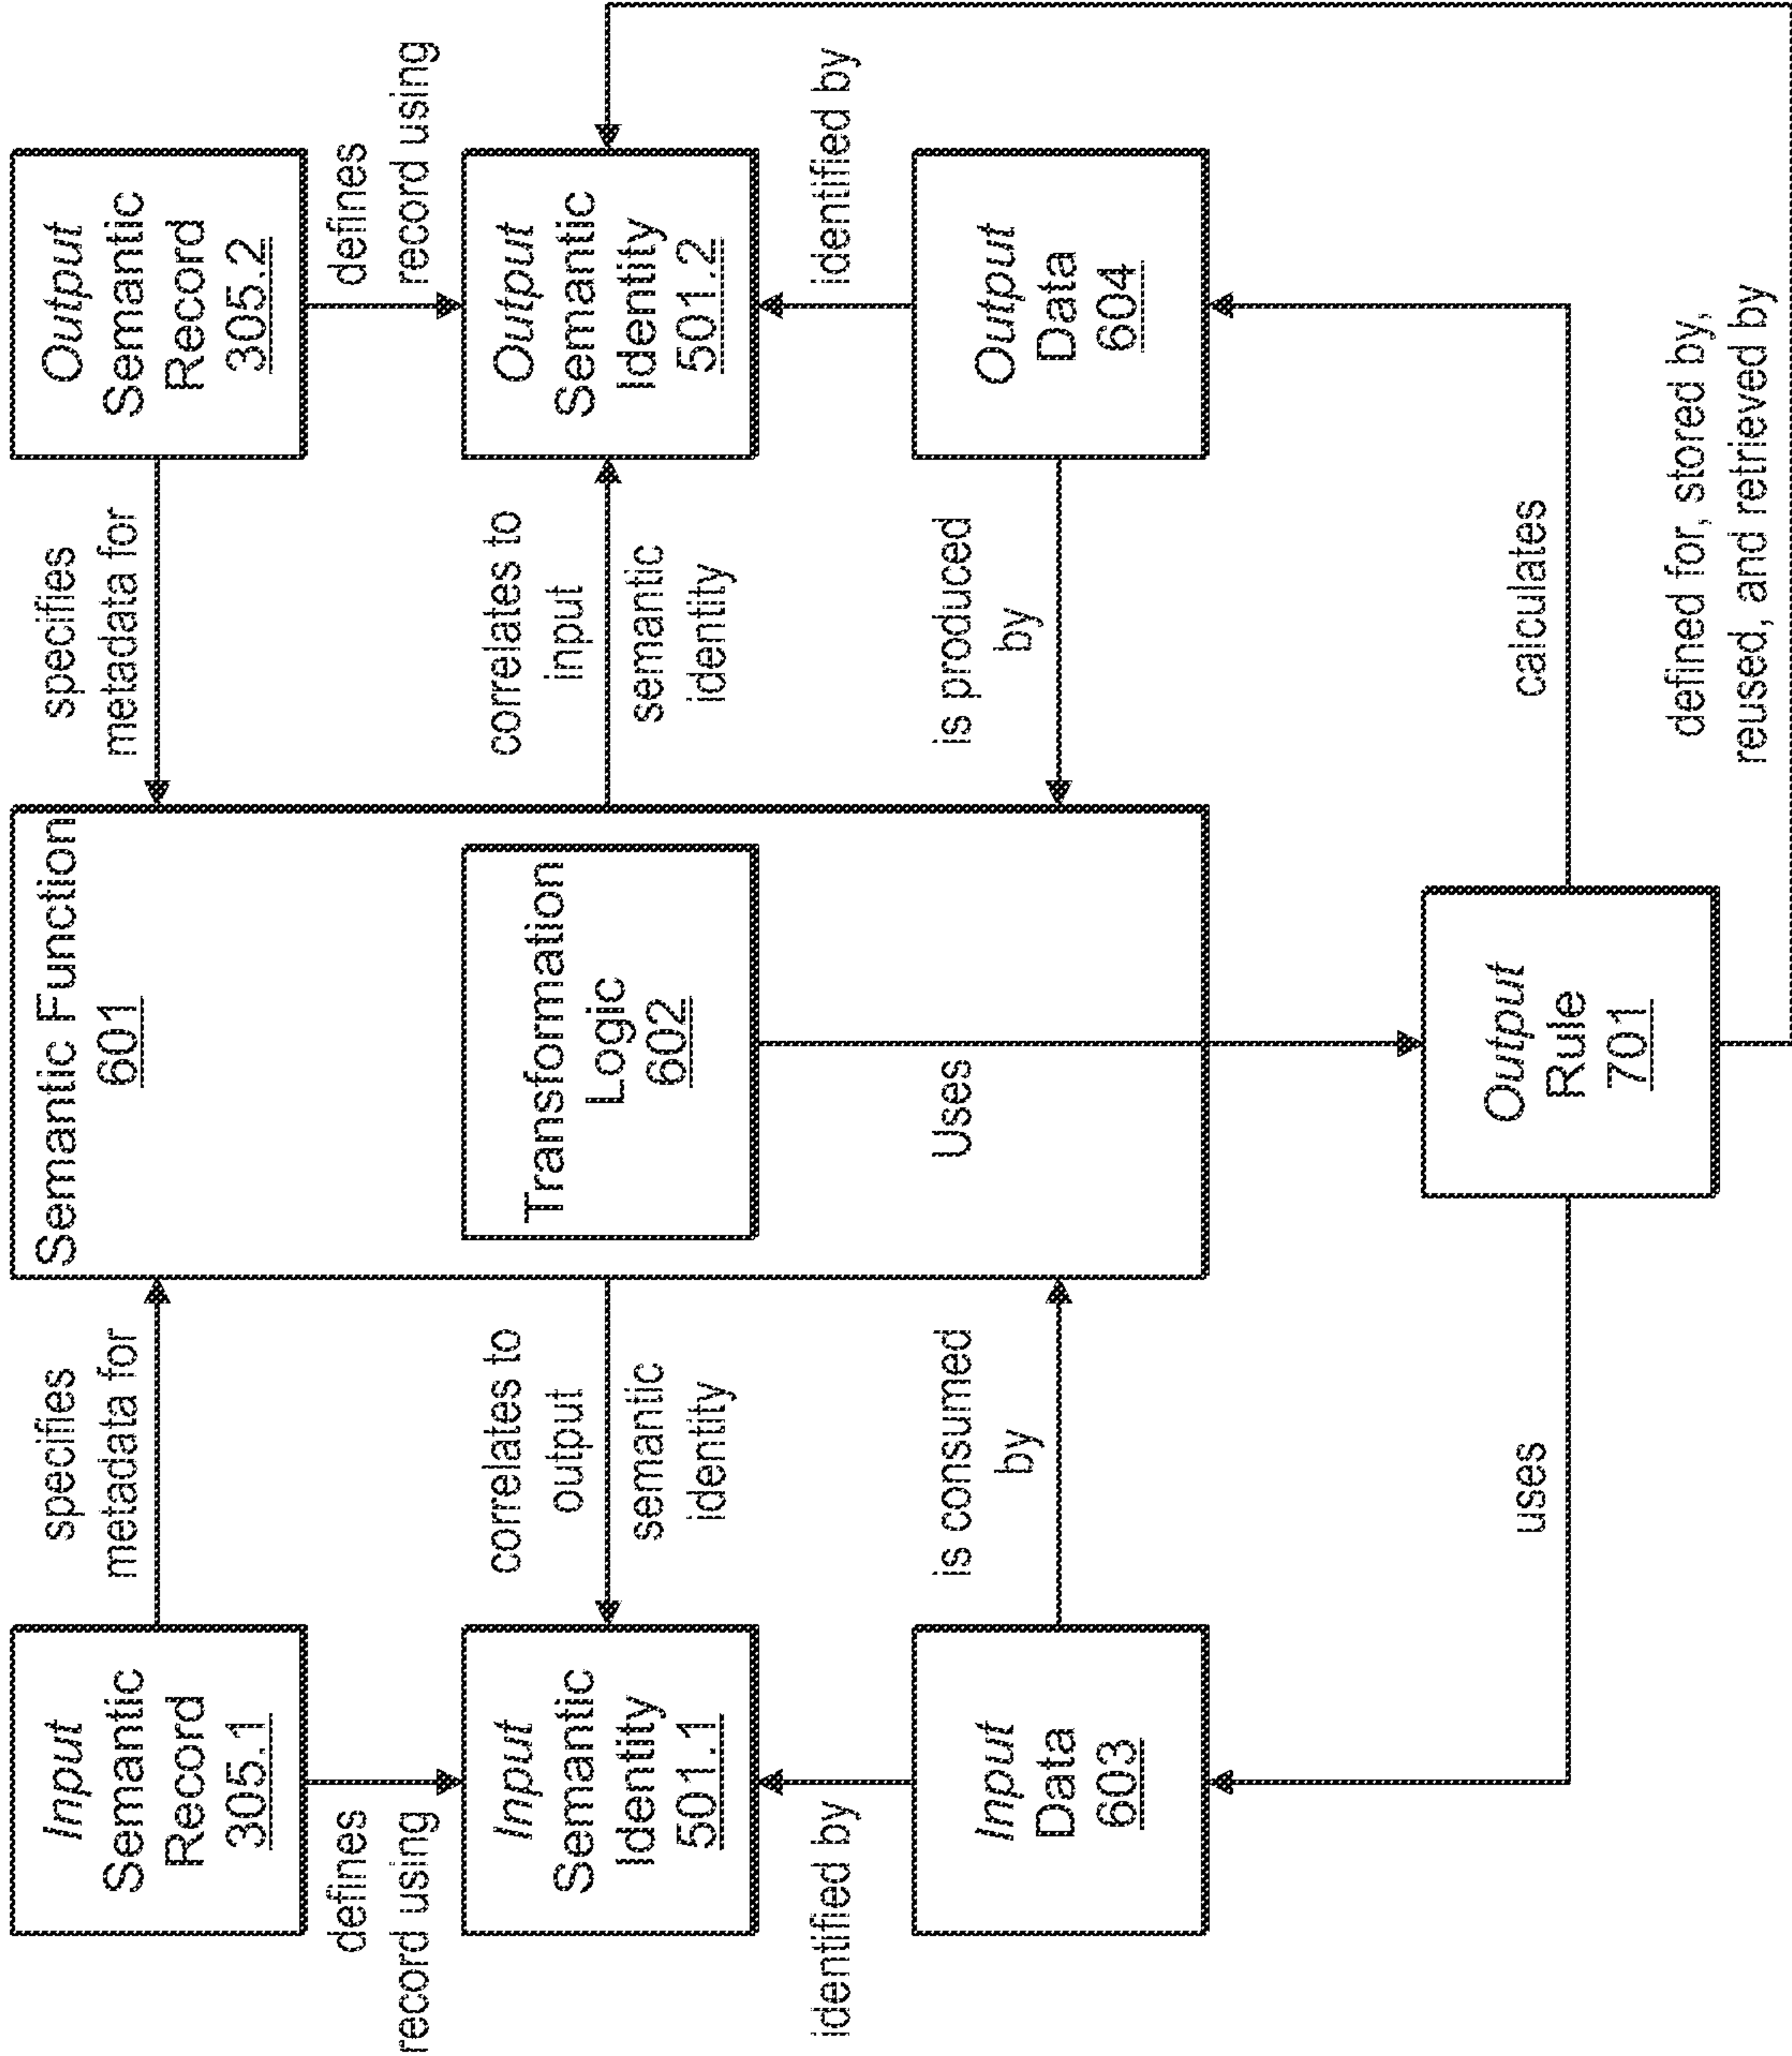 Input
Semantic
Record
305.1
specifies
metadata for
Semantic Function
601
specifies
metadata for
Output
Semantic
Record
305.2
defines
record using
defines
record using
Input
Semantic
Identity
501.1
correlates to
output
semantic
identity
Transformation
Logic
602
correlates to
input
semantic
identity
Output
Semantic
Identity
501.2
identified by
identified by
Input
Data
603
is consumed
by
Uses
is produced
by
Output
Data
604
uses
Output
Rule
701
calculates
defined for, stored by,
reused, and retrieved by